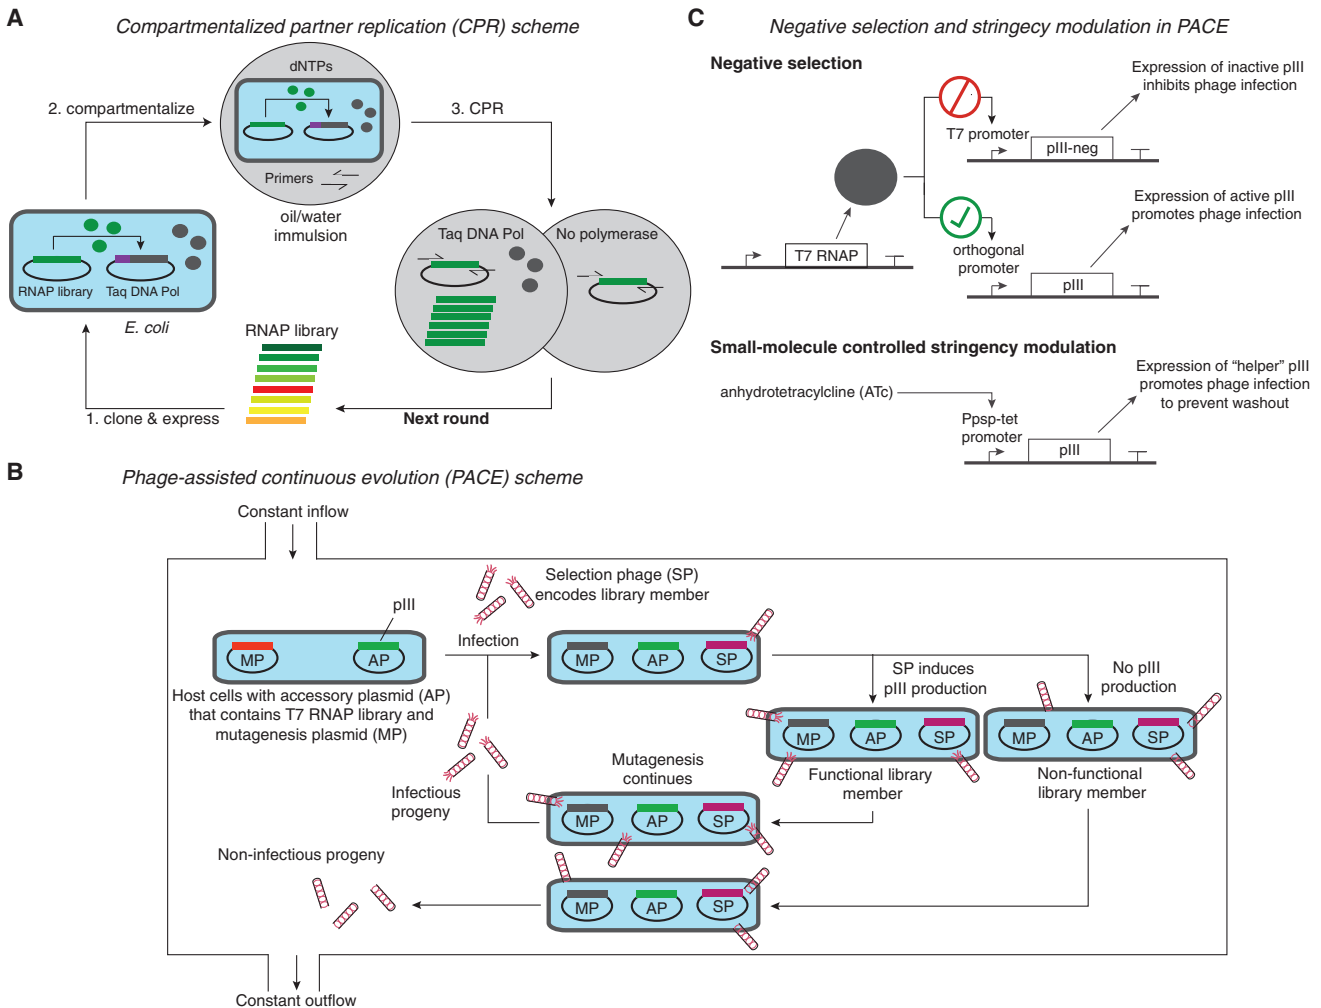 A
Compartmentalized partner replication (CPR) scheme
dNTPs
2. compartmentalize
3. CPR
Primers
oil/water
immulsion
RNAP library
Taq DNA Pol
E. coli
Taq DNA Pol
No polymerase
RNAP library
1. clone & express
Next round
C
Negative selection and stringecy modulation in PACE
Negative selection
Expression of inactive pIII
inhibits phage infection
T7 promoter
pIII-neg
Expression of active pIII
promotes phage infection
T7 RNAP
orthogonal
promoter
pIII
Small-molecule controlled stringency modulation
anhydrotetracylcline (ATc)
Expression of “helper” pIII
promotes phage infection
to prevent washout
Ppsp-tet
promoter
pIII
B
Phage-assisted continuous evolution (PACE) scheme
Constant inflow
Selection phage (SP)
encodes library member
pIII
MP
AP
Infection
MP
AP
SP
Host cells with accessory plasmid (AP)
that contains T7 RNAP library and
mutagenesis plasmid (MP)
SP induces
pIII production
No pIII
production
MP
AP
SP
MP
AP
SP
Functional library
member
Non-functional
library member
Mutagenesis
continues
Infectious
progeny
MP
AP
SP
Non-infectious progeny
MP
AP
SP
Constant outflow